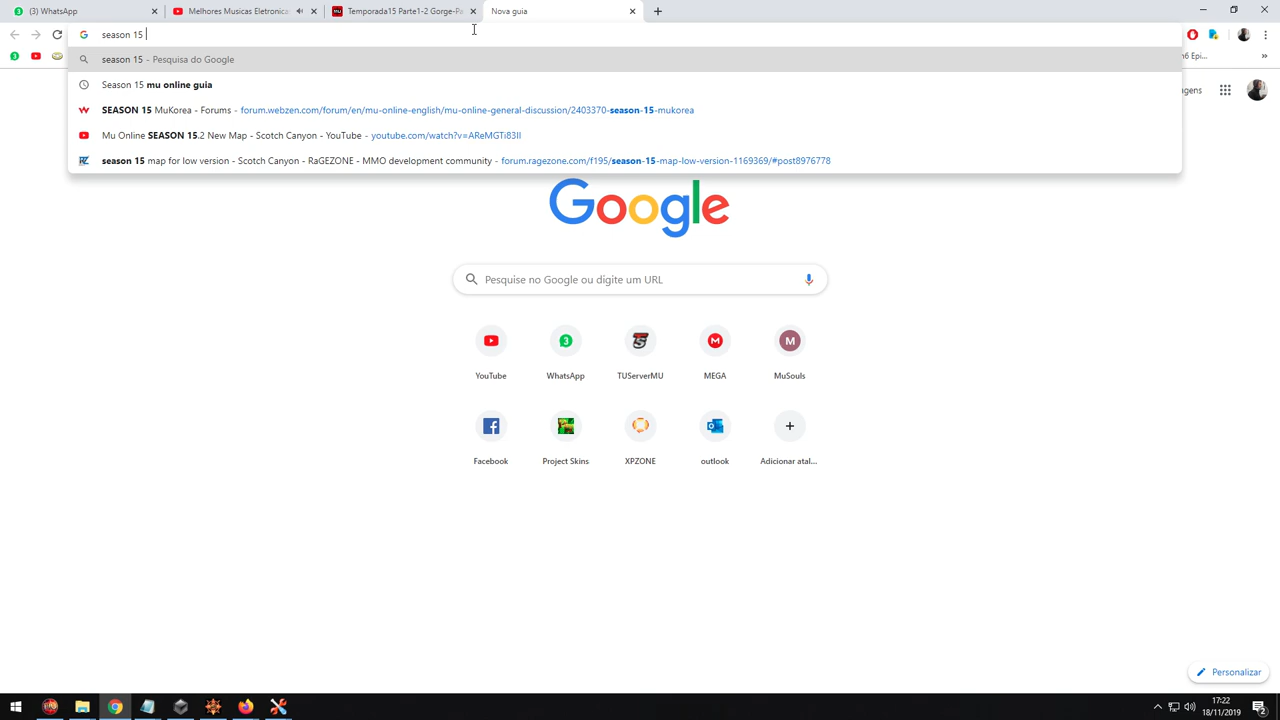 (3) WhatsApp
Melhores Musicas Eletronica
Temporada15 Parte1-2 Gorge-Pa
Nova guia
season 15
season 15 - Pesquisa do Google
Season 15 mu online guia
SEASON 15 MuKorea - Forums - forum.webzen.com/forum/en/mu-online-english/mu-online-general-discussion/2403370-season-15-mukorea
Mu Online SEASON 15.2 New Map - Scotch Canyon - YouTube - youtube.com/watch?v=AReMGTi83II
season 15 map for low version - Scotch Canyon - RaGEZONE - MMO development community - forum.ragezone.com/f195/season-15-map-low-version-1169369/#post8976778
n6 Epi...
gens
Google
Pesquise no Google ou digite um URL
YouTube
WhatsApp
TUServerMU
MEGA
MuSouls
Facebook
Project Skins
XPZONE
outlook
Adicionar atal...
Personalizar
17:22
18/11/2019